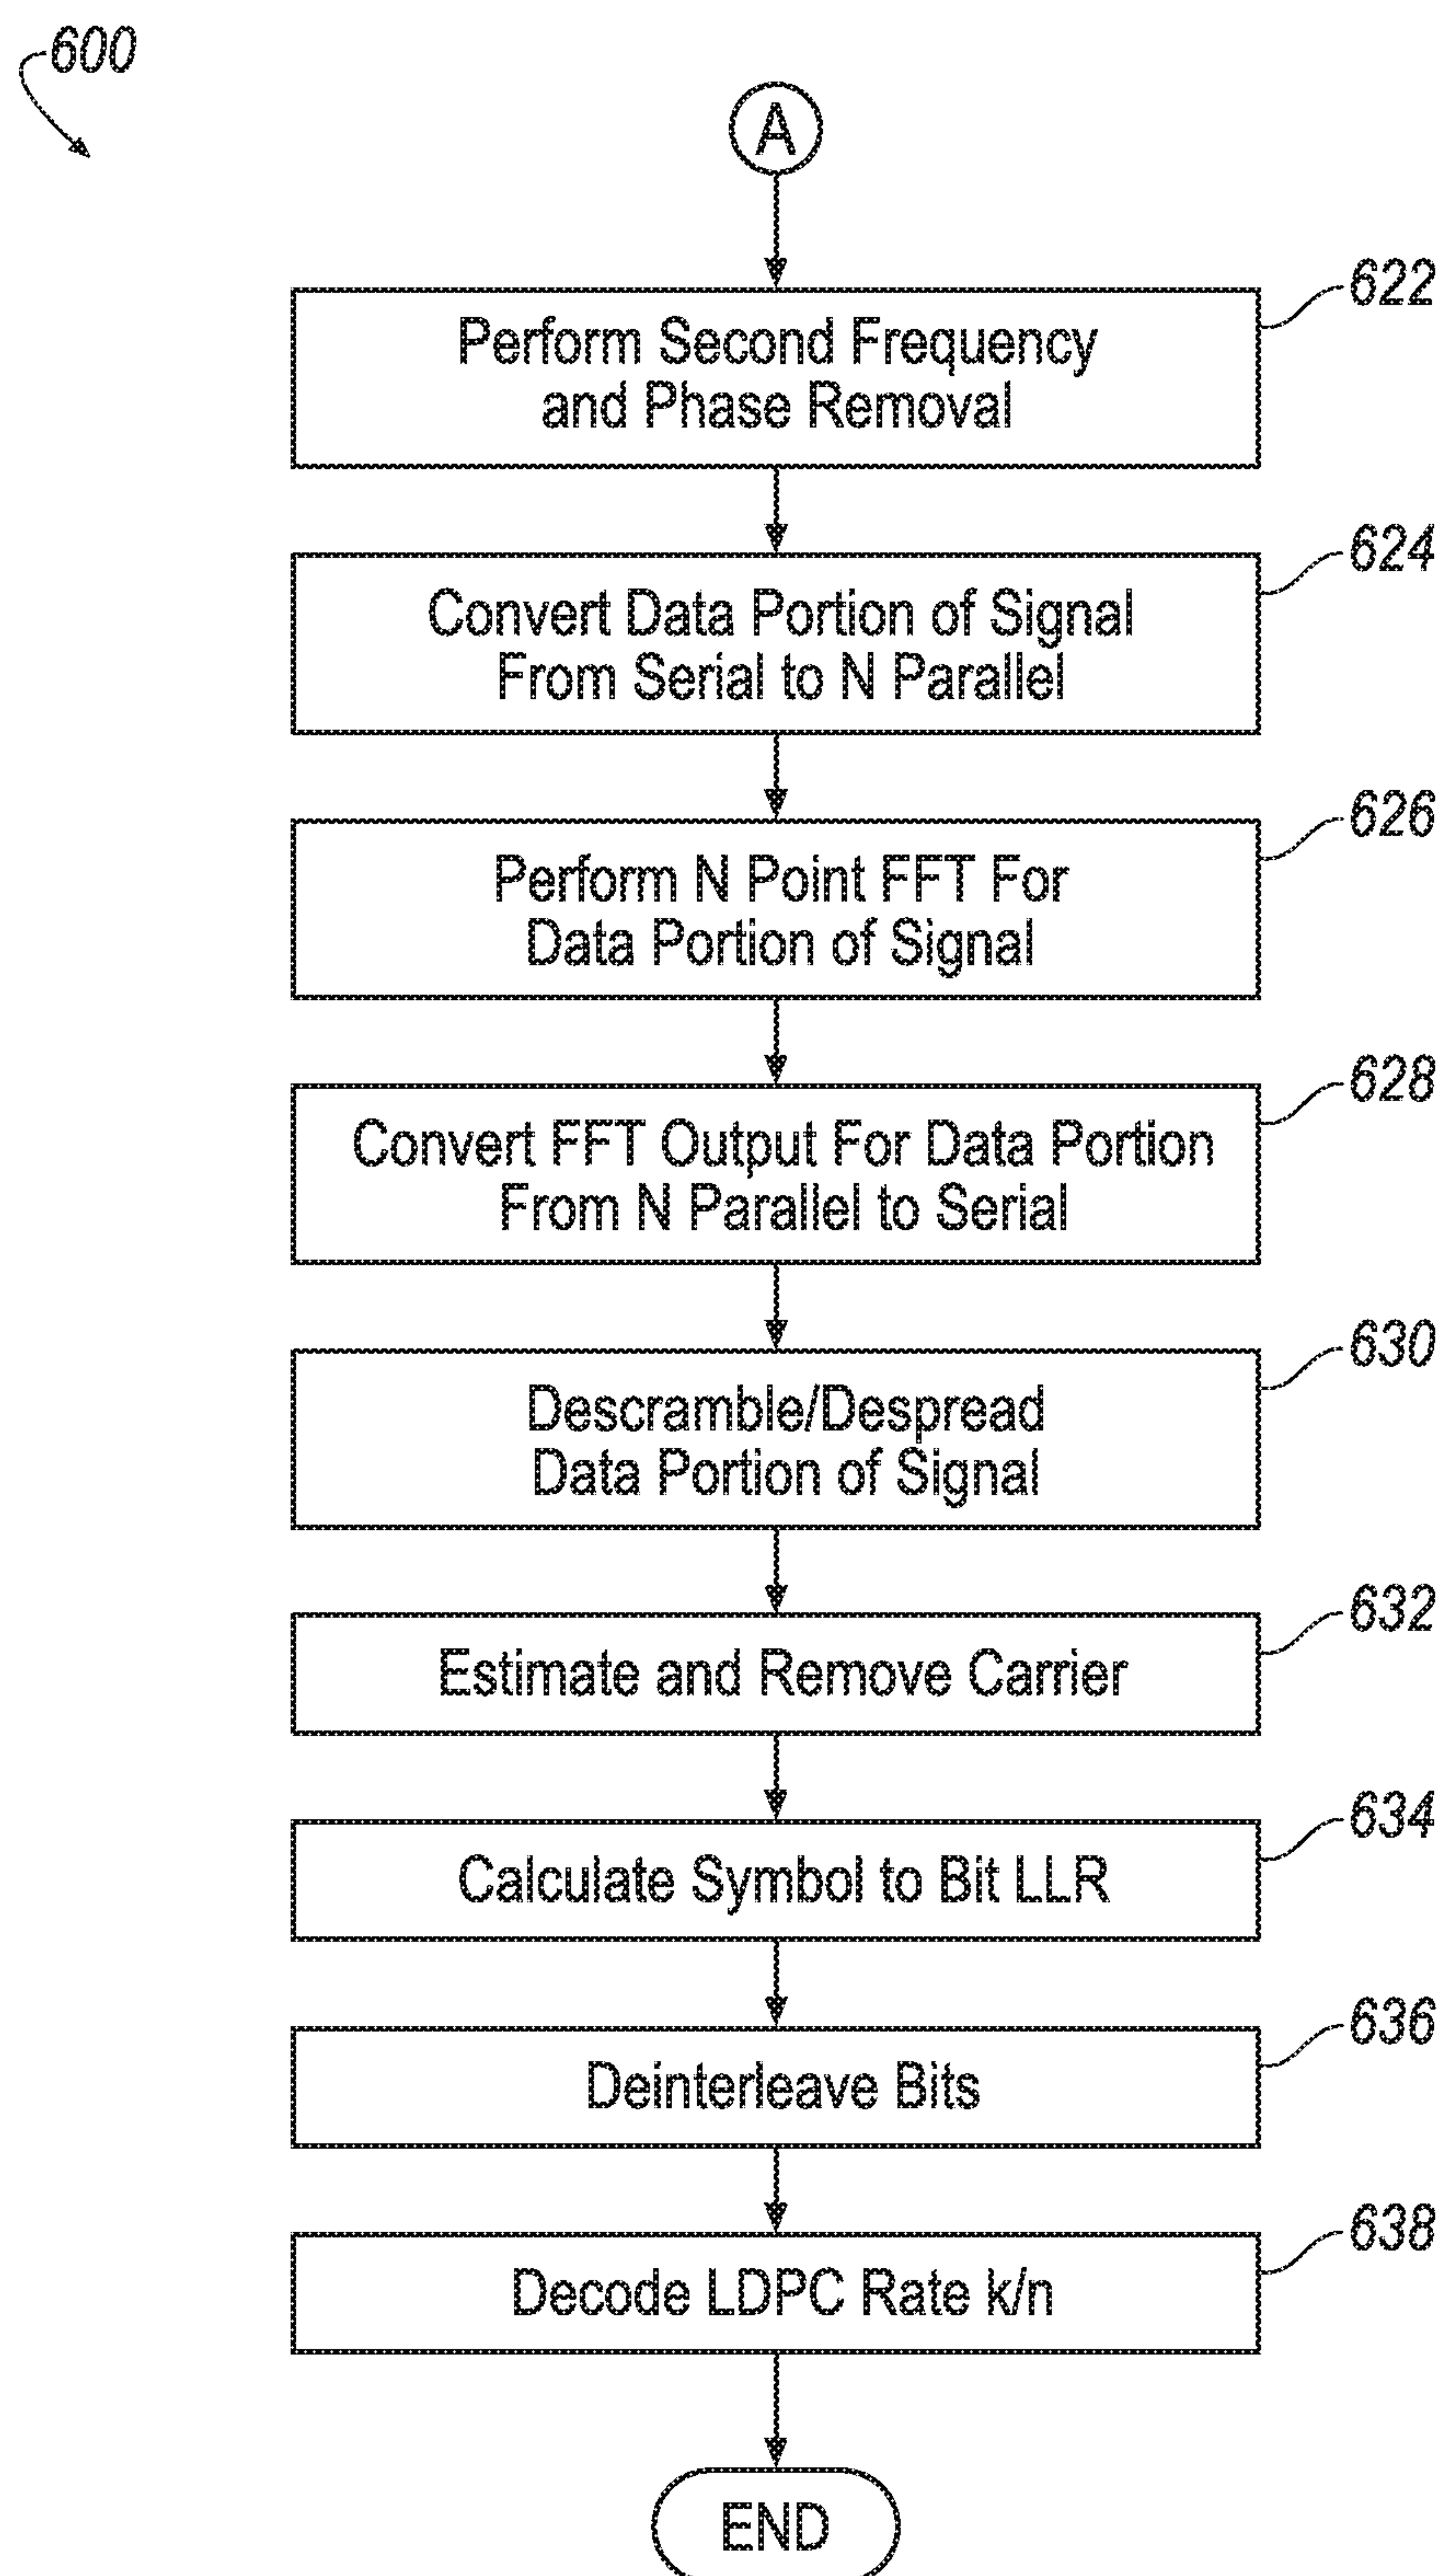 600
A
Perform Second Frequency
and Phase Removal
622
Convert Data Portion of Signal
From Serial to N Parallel
624
Perform N Point FFT For
Data Portion of Signal
626
Convert FFT Output For Data Portion
From N Parallel to Serial
628
Descramble/Despread
Data Portion of Signal
630
Estimate and Remove Carrier
632
Calculate Symbol to Bit LLR
634
Deinterleave Bits
636
Decode LDPC Rate k/n
638
END